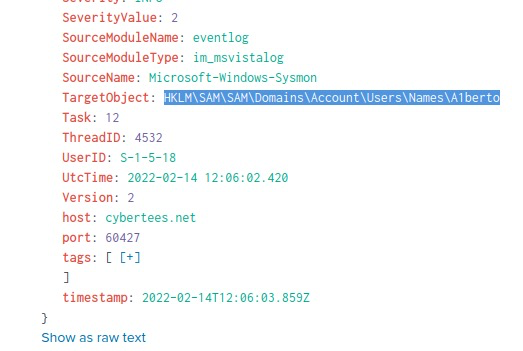 Severity: INFO
SeverityValue: 2
SourceModuleName: eventlog
SourceModuleType: im_msvistalog
SourceName: Microsoft-Windows-Sysmon
TargetObject: HKLM\SAM\SAM\Domains\Account\Users\Names\A1berto
Task: 12
ThreadID: 4532
UserID: S-1-5-18
UtcTime: 2022-02-14 12:06:02.420
Version: 2
host: cybertees.net
port: 60427
tags: [ [+]
]
timestamp: 2022-02-14T12:06:03.859Z
}
Show as raw text